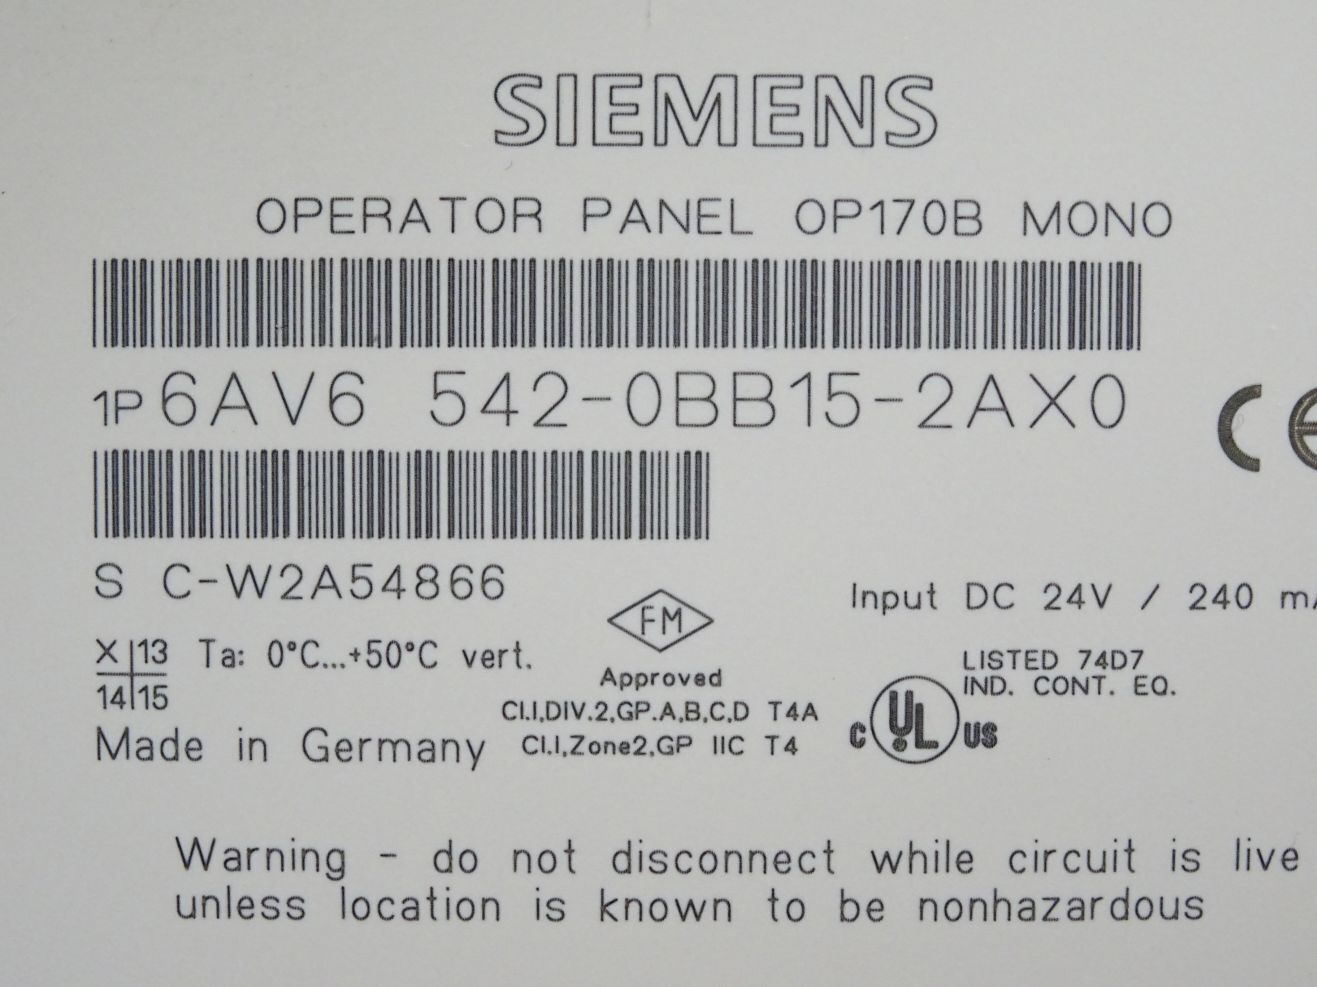 SIEMENS
OPERATOR PANEL OP170B MONO
1P 6AV6 542-0BB15-2AX0
S C-W2A54866
Input DC 24V / 240 m
FM
X 13
14 15
Ta: 0°C...+50°C vert.
Approved
CI.I,DIV.2,GP.A,B,C,D T4A
CI.I,Zone2,GP IIC T4
LISTED 74D7
IND. CONT. EQ.
C UL US
Made in Germany
CE
Warning - do not disconnect while circuit is live
unless location is known to be nonhazardous